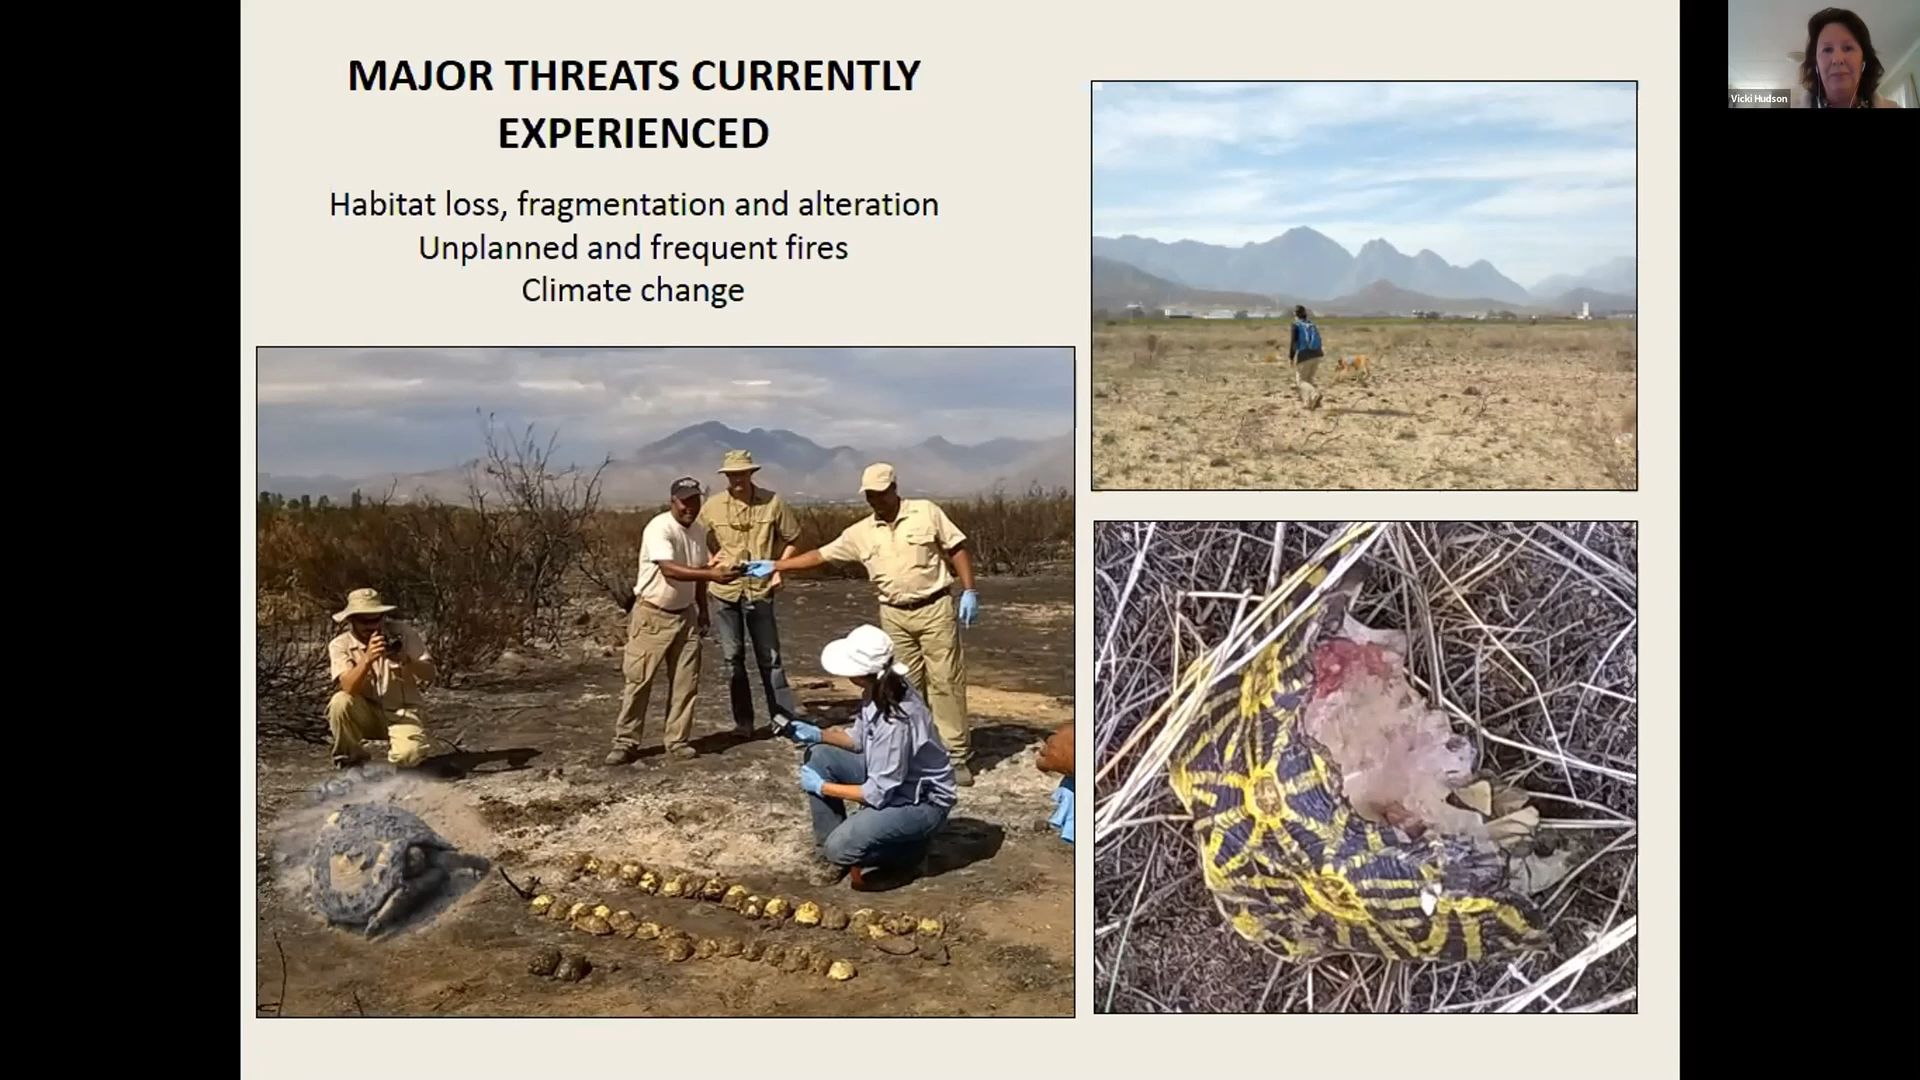 MAJOR THREATS CURRENTLY
EXPERIENCED
Habitat loss, fragmentation and alteration
Unplanned and frequent fires
Climate change
Vicki Hudson